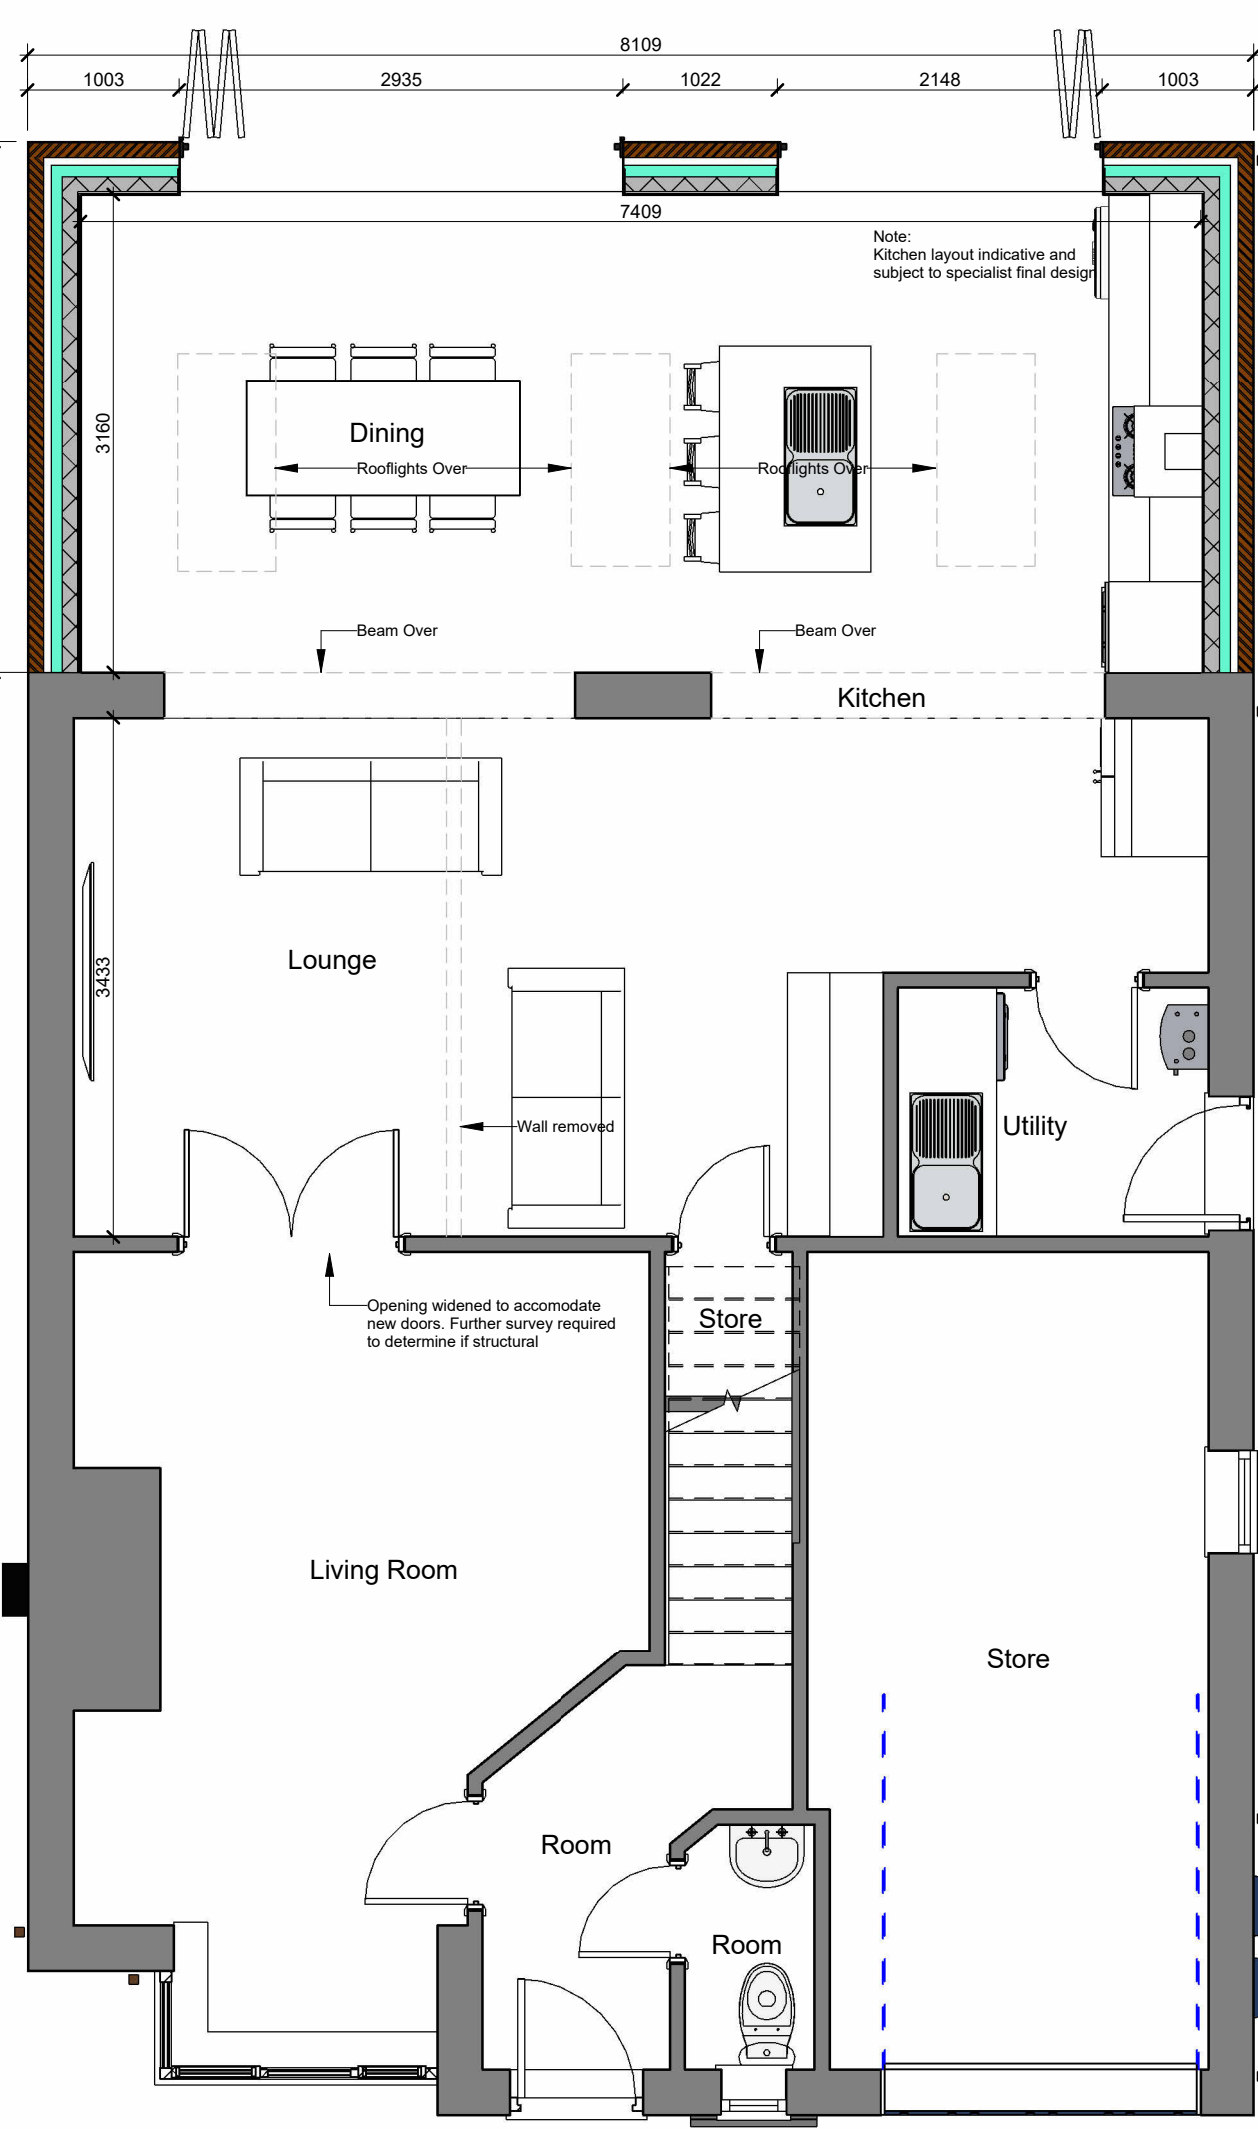 8109
1003
2935
1022
2148
1003
7409
Note:
Kitchen layout indicative and
subject to specialist final design
3160
Dining
Rooflights Over
Rooflights Over
Beam Over
Beam Over
Kitchen
Lounge
3433
Wall removed
Utility
Opening widened to accomodate
new doors. Further survey required
to determine if structural
Store
Living Room
Store
Room
Room